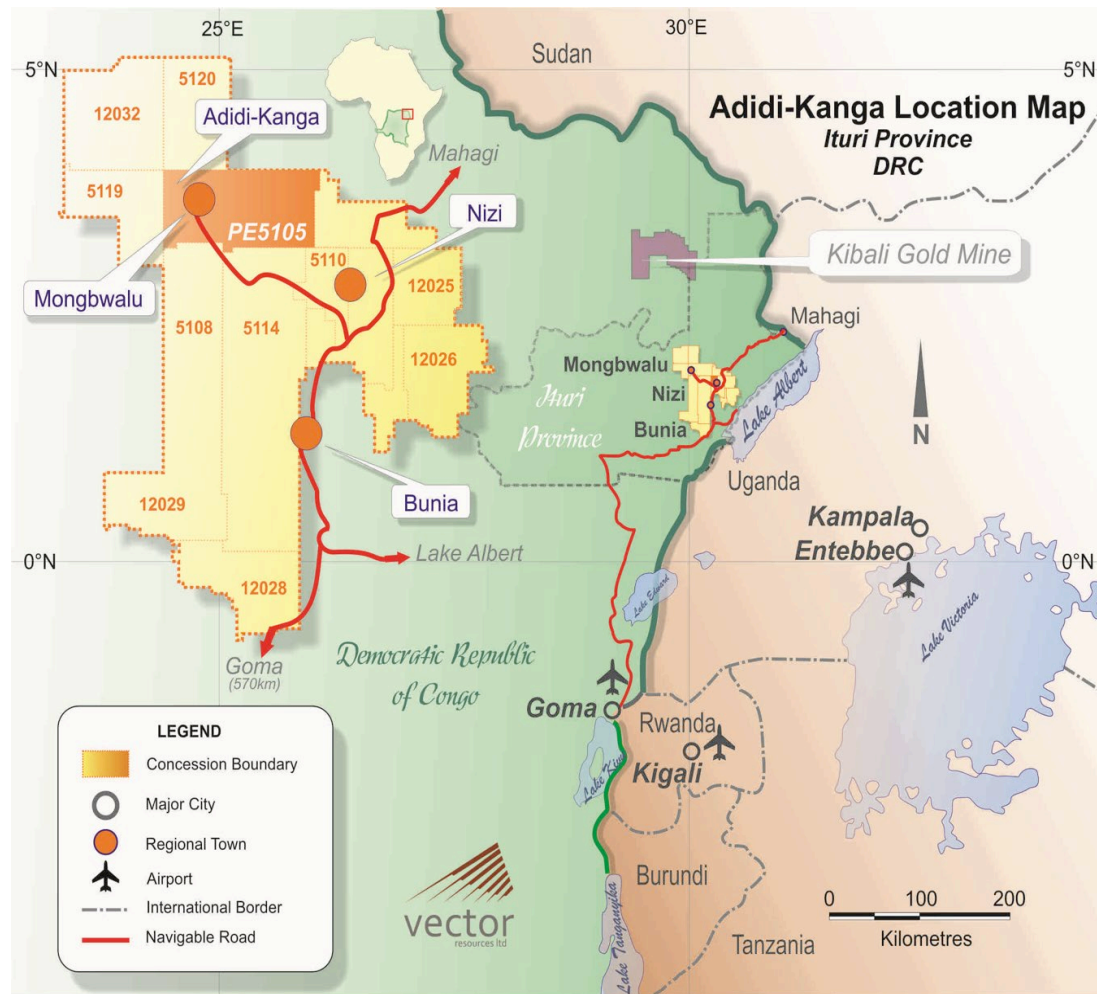 25°E
30°E
Sudan
5°N
5°N
Adidi-Kanga Location Map
Ituri Province
DRC
5120
12032
Adidi-Kanga
Mahagi
5119
Nizi
PE5105
5110
Kibali Gold Mine
Mongbwalu
12025
5108
5114
Mahagi
12026
Mongbwalu
Nizi
Bunia
Ituri
Province
Lake Albert
N
Bunia
Uganda
12029
Kampala
Entebbe
Lake Albert
0°N
0°N
12028
Lake Edward
Lake Victoria
Goma
(570km)
Democratic Republic
of Congo
Goma
Rwanda
Kigali
Lake Kivu
LEGEND
Concession Boundary
Major City
Regional Town
Airport
International Border
Navigable Road
vector
resources ltd
Burundi
Lake Tanganyika
Tanzania
0 100 200
Kilometres